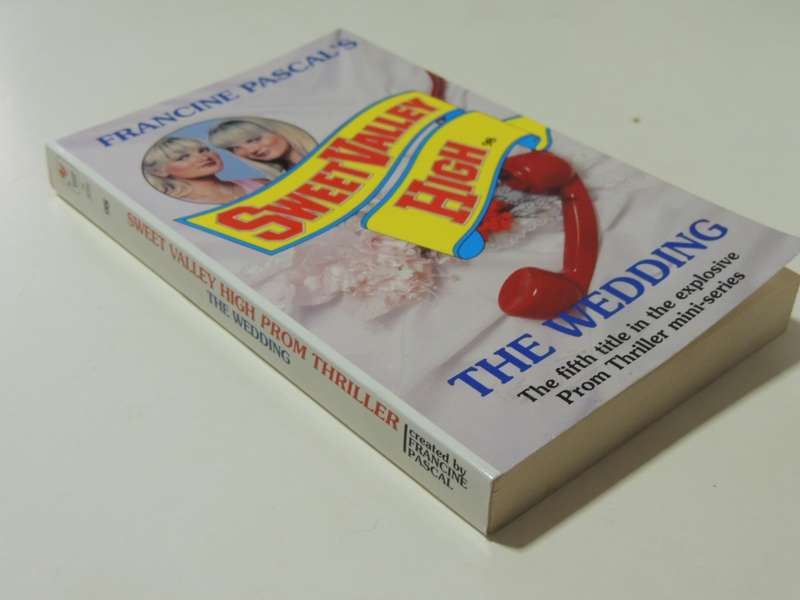 FRANCINE PASCAL'S
SWEET VALLEY
HIGH
THE WEDDING
The fifth title in the explosive
Prom Thriller mini-series
SWEET VALLEY HIGH PROM THRILLER
THE WEDDING
created by
FRANCINE
PASCAL